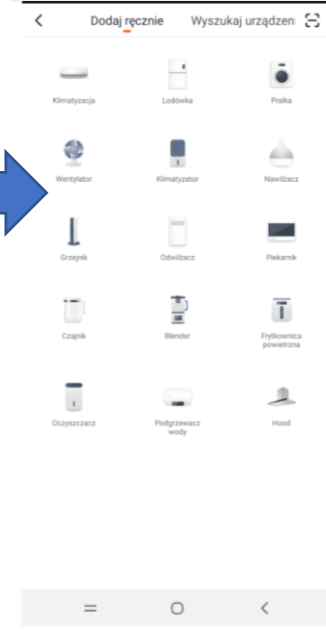 Dodaj ręcznie Wyszukaj urządzen
Klimatyzacja Lodówka Pralka
Wentylator Klimatyzator Nawilżacz
Grzejnik Odwilżacz Piekarnik
Czajnik Blender Frytkownica
powietrzna
Oczyszczacz Podgrzewacz Hood
wody